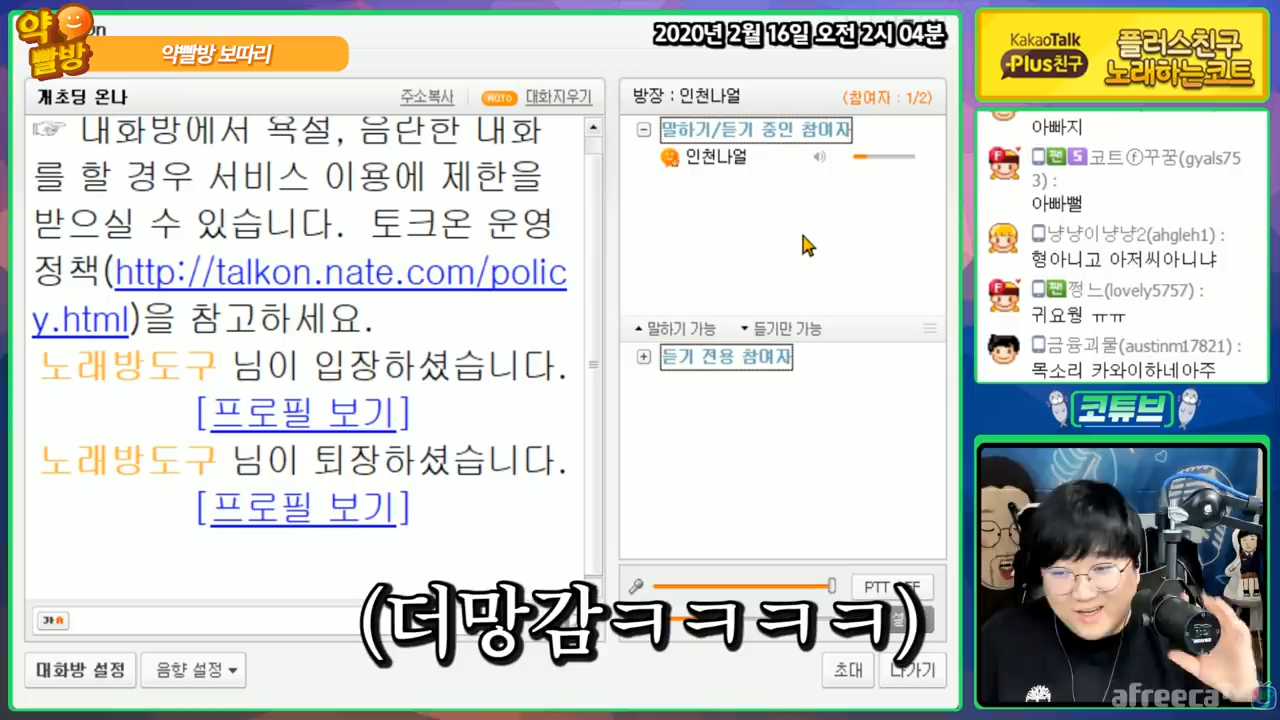 약빨방
약빨방 보따리
2020년 2월 16일 오전 2시 04분
개초딩 온나
주소복사
AUTO
대화지우기
☞ 대화방에서 욕설, 음란한 대화
를 할 경우 서비스 이용에 제한을
받으실 수 있습니다. 토크온 운영
정책(http://talkon.nate.com/polic
y.html)을 참고하세요.
노래방도구 님이 입장하셨습니다.
[프로필 보기]
노래방도구 님이 퇴장하셨습니다.
[프로필 보기]
가
대화방 설정
음향 설정
방장 : 인천나얼
(참여자 : 1/2)
말하기/듣기 중인 참여자
인천나얼
말하기 가능
듣기만 가능
듣기 전용 참여자
(더망감ㅋㅋㅋㅋ)
초대
나가기
KakaoTalk
Plus친구
플러스친구
노래하는코트
아빠지
팬 S 코트ⓕ꾸꿍(gyals75
3) :
아빠뻘
냥냥이냥냥2(ahgleh1) :
형아니고 아저씨아니냐
팬 쩡느(lovely5757) :
귀요웡 ㅠㅠ
금융괴물(austinm17821) :
목소리 카와이하네아주
코튜브
afreeca